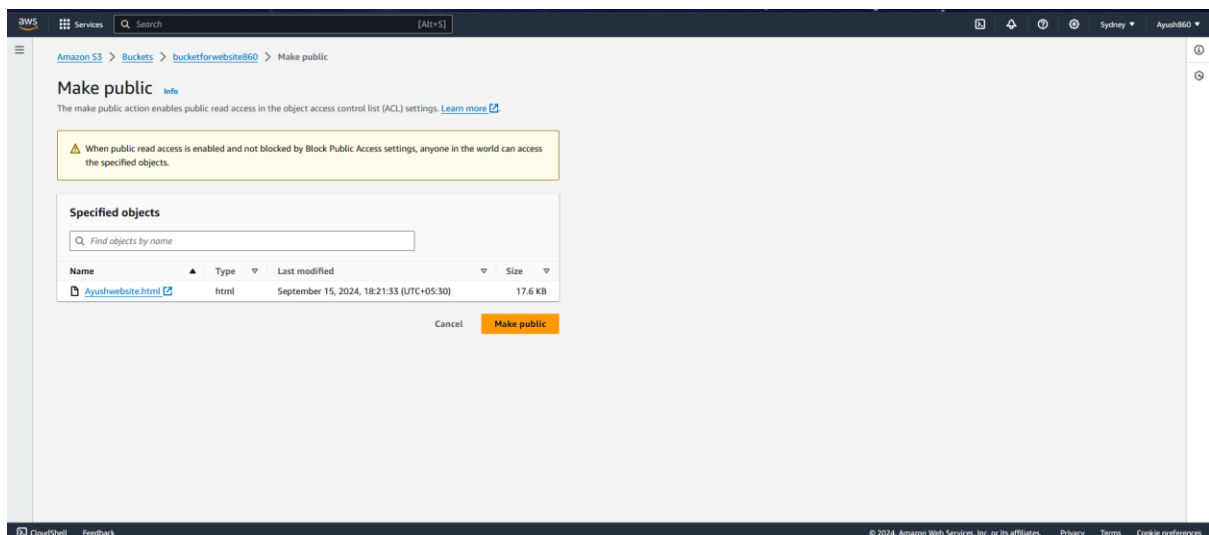 aws
Services
Search
[Alt+S]
Sydney
Ayush860
Amazon S3 > Buckets > bucketforwebsite860 > Make public
Make public Info
The make public action enables public read access in the object access control list (ACL) settings. Learn more.
When public read access is enabled and not blocked by Block Public Access settings, anyone in the world can access
the specified objects.
Specified objects
Find objects by name
Name Type Last modified Size
Ayushwebsite.html html September 15, 2024, 18:21:33 (UTC+05:30) 17.6 KB
Cancel Make public
CloudShell Feedback © 2024, Amazon Web Services, Inc. or its affiliates. Privacy Terms Cookie preferences